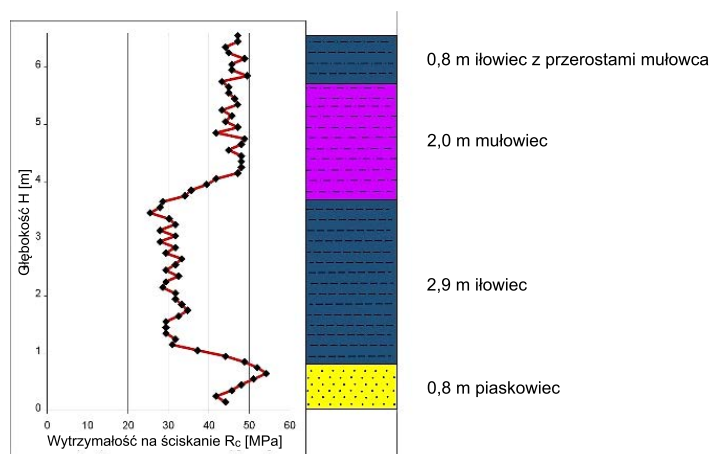 0,8 m iłowiec z przerostami mułowca
6
2,0 m mułowiec
5
4
Głębokość H [m]
3
2,9 iłowiec
2
1
0,8 m piaskowiec
0
0 10 20 30 40 50 60
Wytrzymałość na ściskanie Rc [MPa]